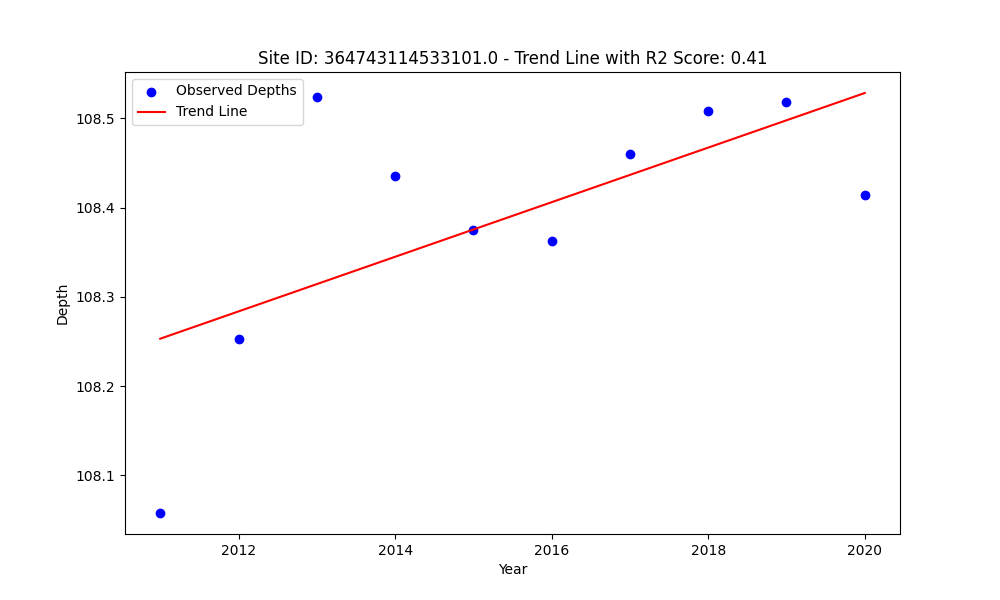 Site ID: 364743114533101.0 - Trend Line with R2 Score: 0.41
Observed Depths
Trend Line
108.5
108.4
108.3
108.2
108.1
Depth
2012
2014
2016
2018
2020
Year